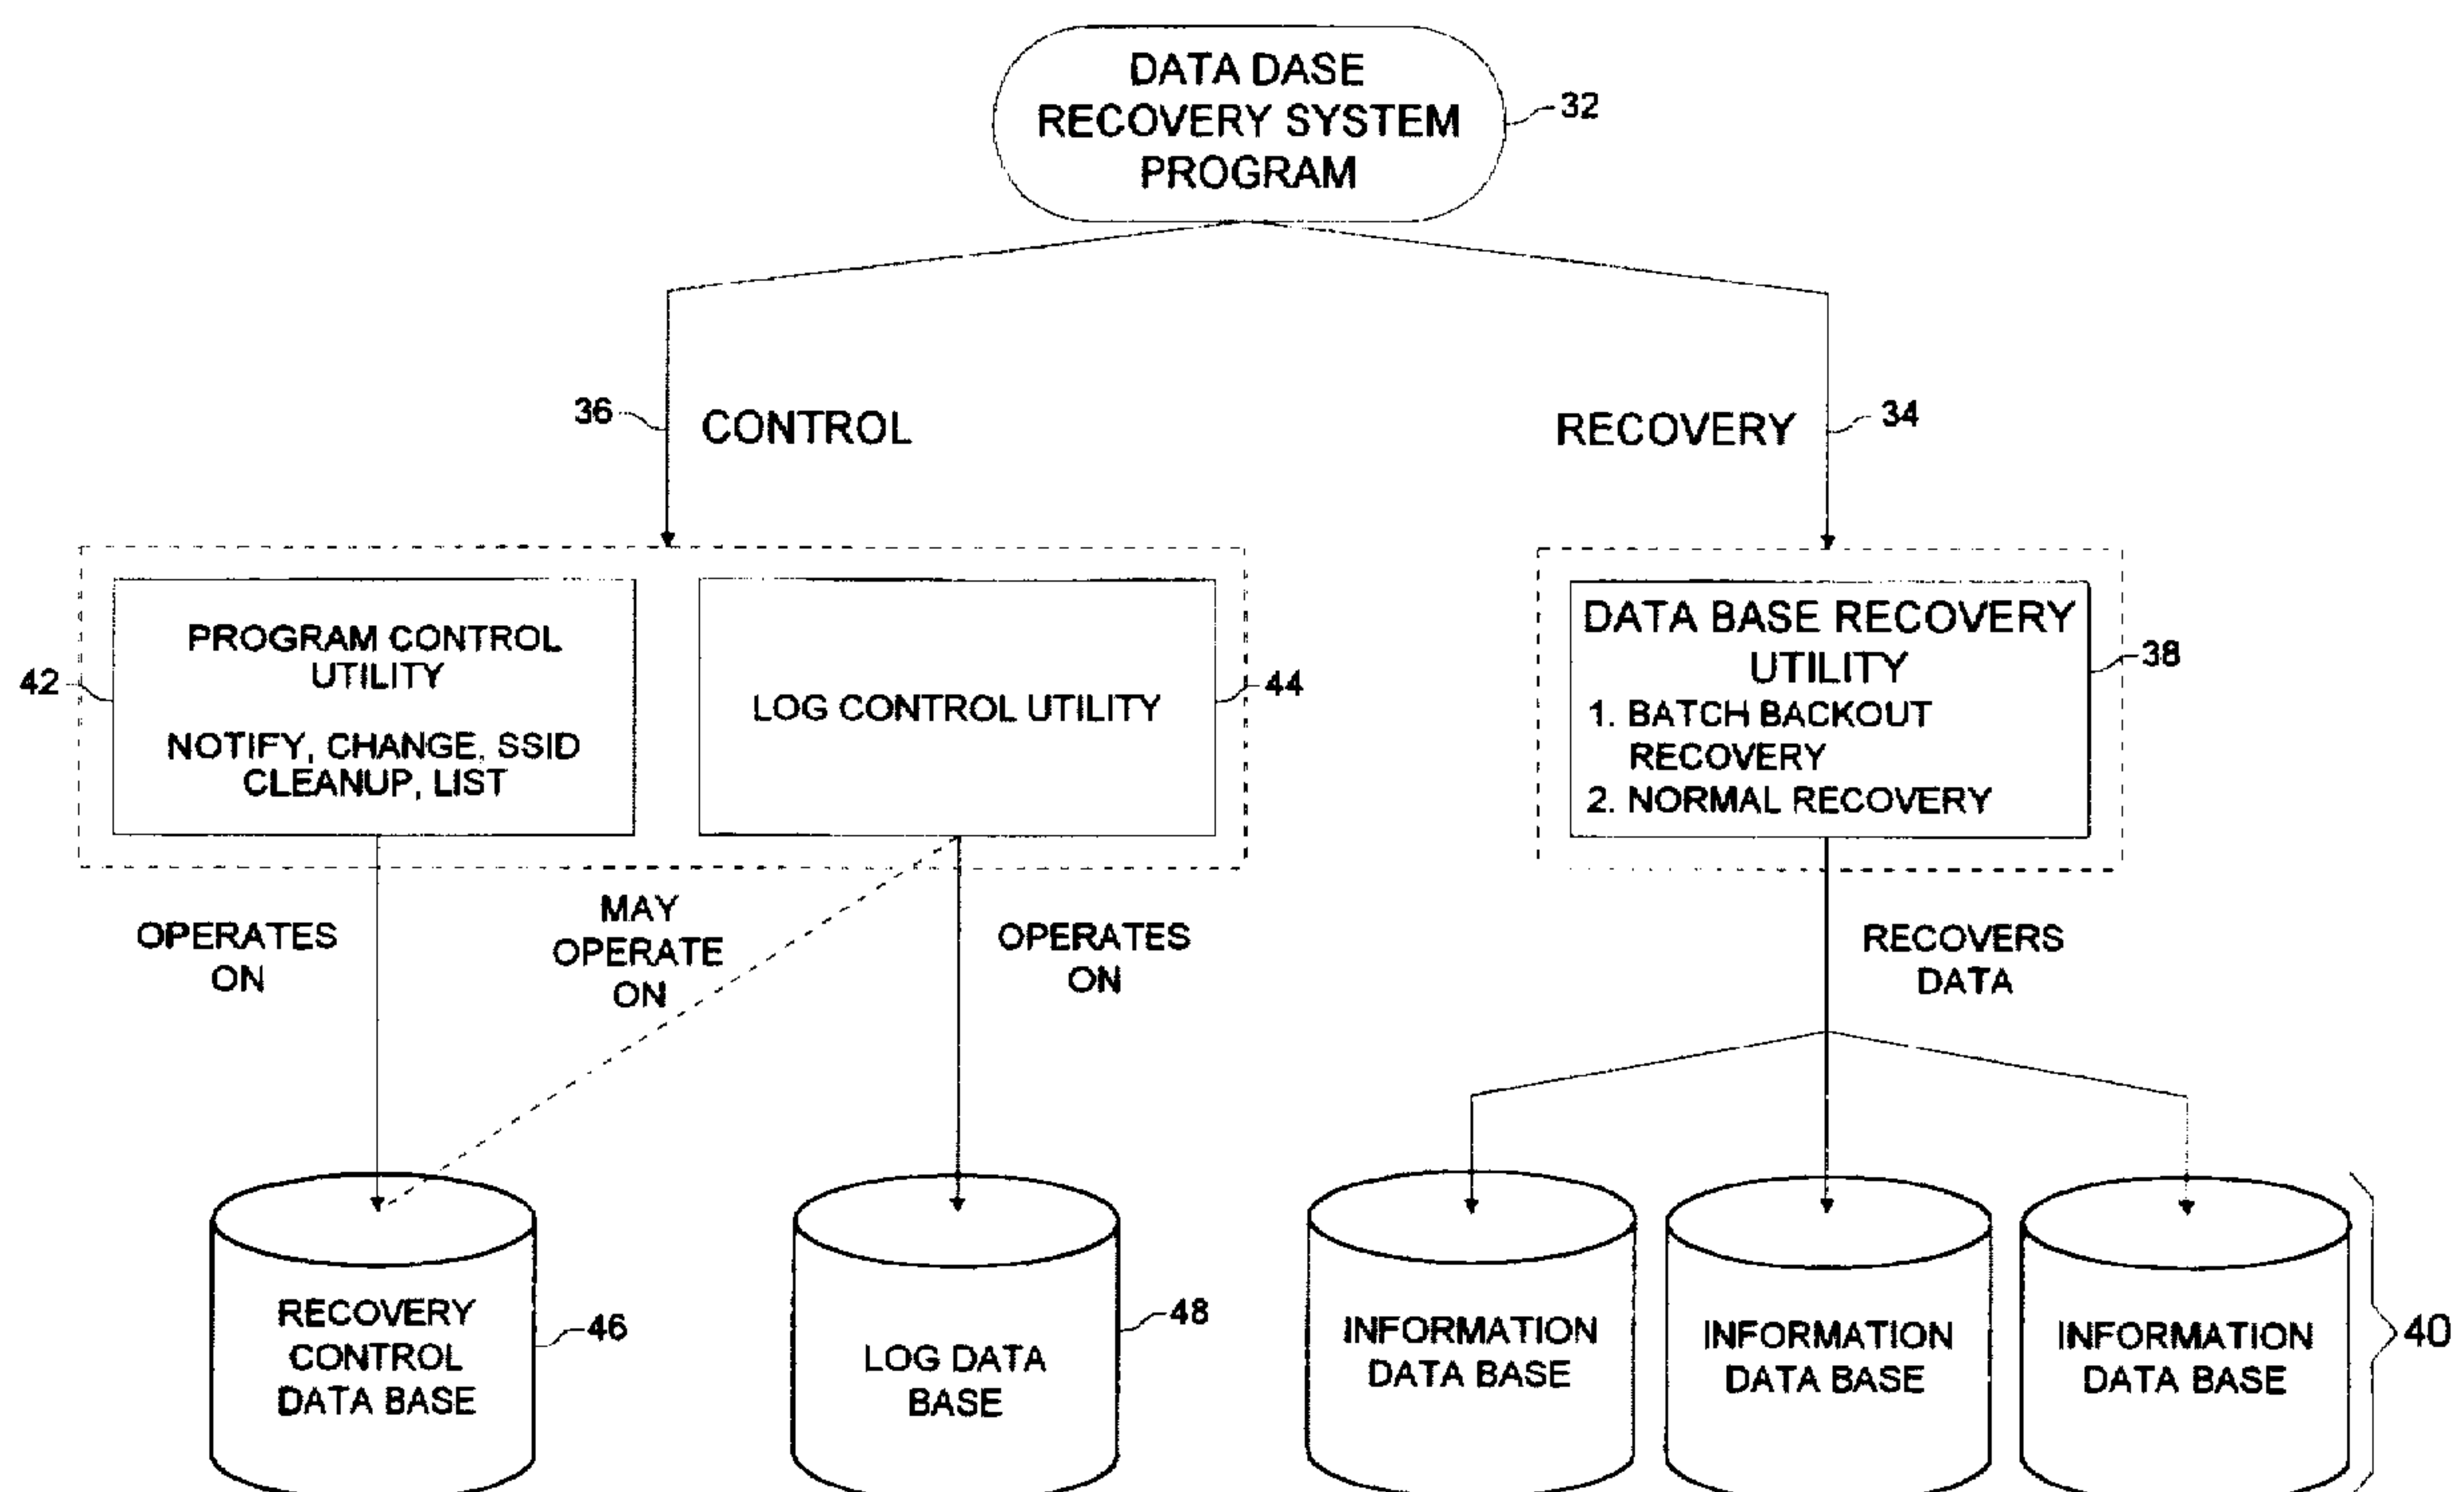 DATA DASE
RECOVERY SYSTEM
PROGRAM
32
36
CONTROL
RECOVERY
34
PROGRAM CONTROL
UTILITY
NOTIFY, CHANGE, SSID
CLEANUP, LIST
42
LOG CONTROL UTILITY
44
DATA BASE RECOVERY
UTILITY
1. BATCH BACKOUT
RECOVERY
2. NORMAL RECOVERY
38
OPERATES
ON
MAY
OPERATE
ON
OPERATES
ON
RECOVERS
DATA
RECOVERY
CONTROL
DATA BASE
46
LOG DATA
BASE
48
INFORMATION
DATA BASE
INFORMATION
DATA BASE
INFORMATION
DATA BASE
40